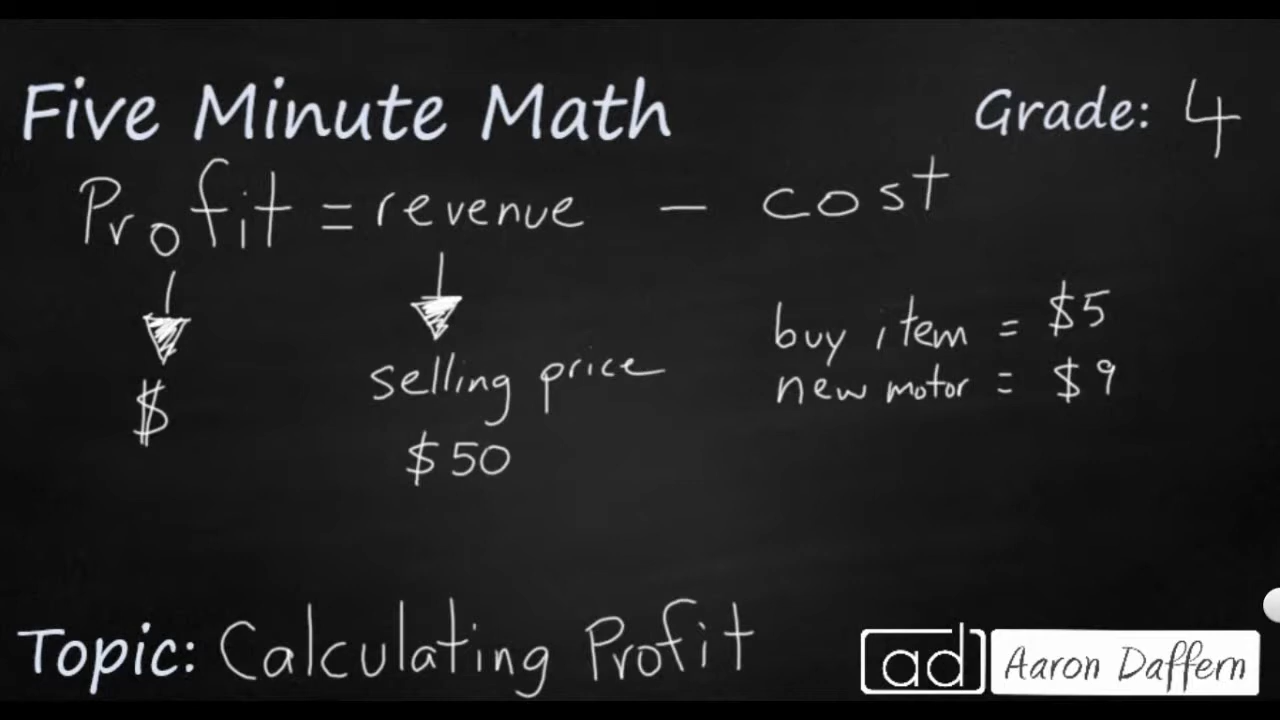 Five Minute Math
Grade: 4
Profit = revenue - cost
$
selling price
$50
buy item = $5
new motor = $9
Topic: Calculating Profit
ad Aaron Daffern